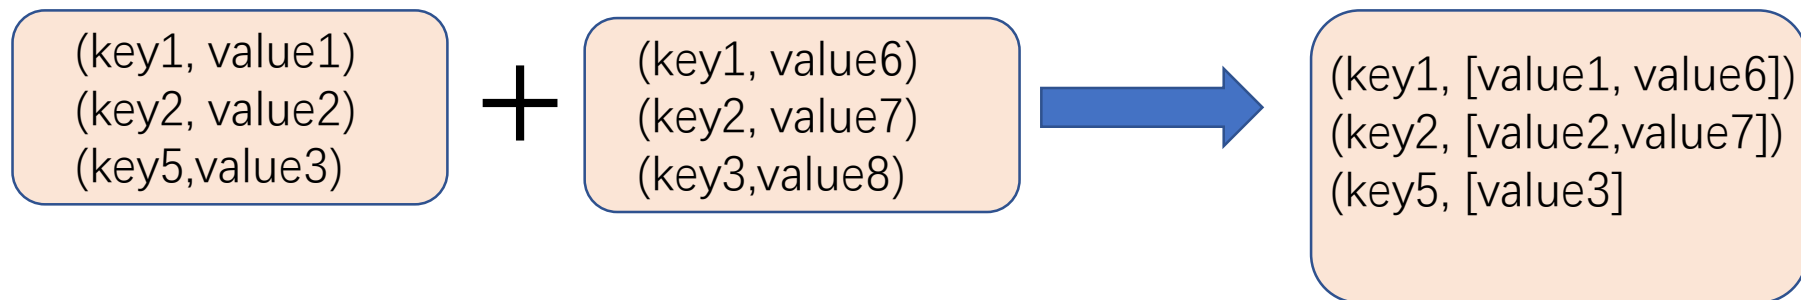 (key1, value1)
(key2, value2)
(key5,value3)
+
(key1, value6)
(key2, value7)
(key3,value8)
(key1, [value1, value6])
(key2, [value2,value7])
(key5, [value3]